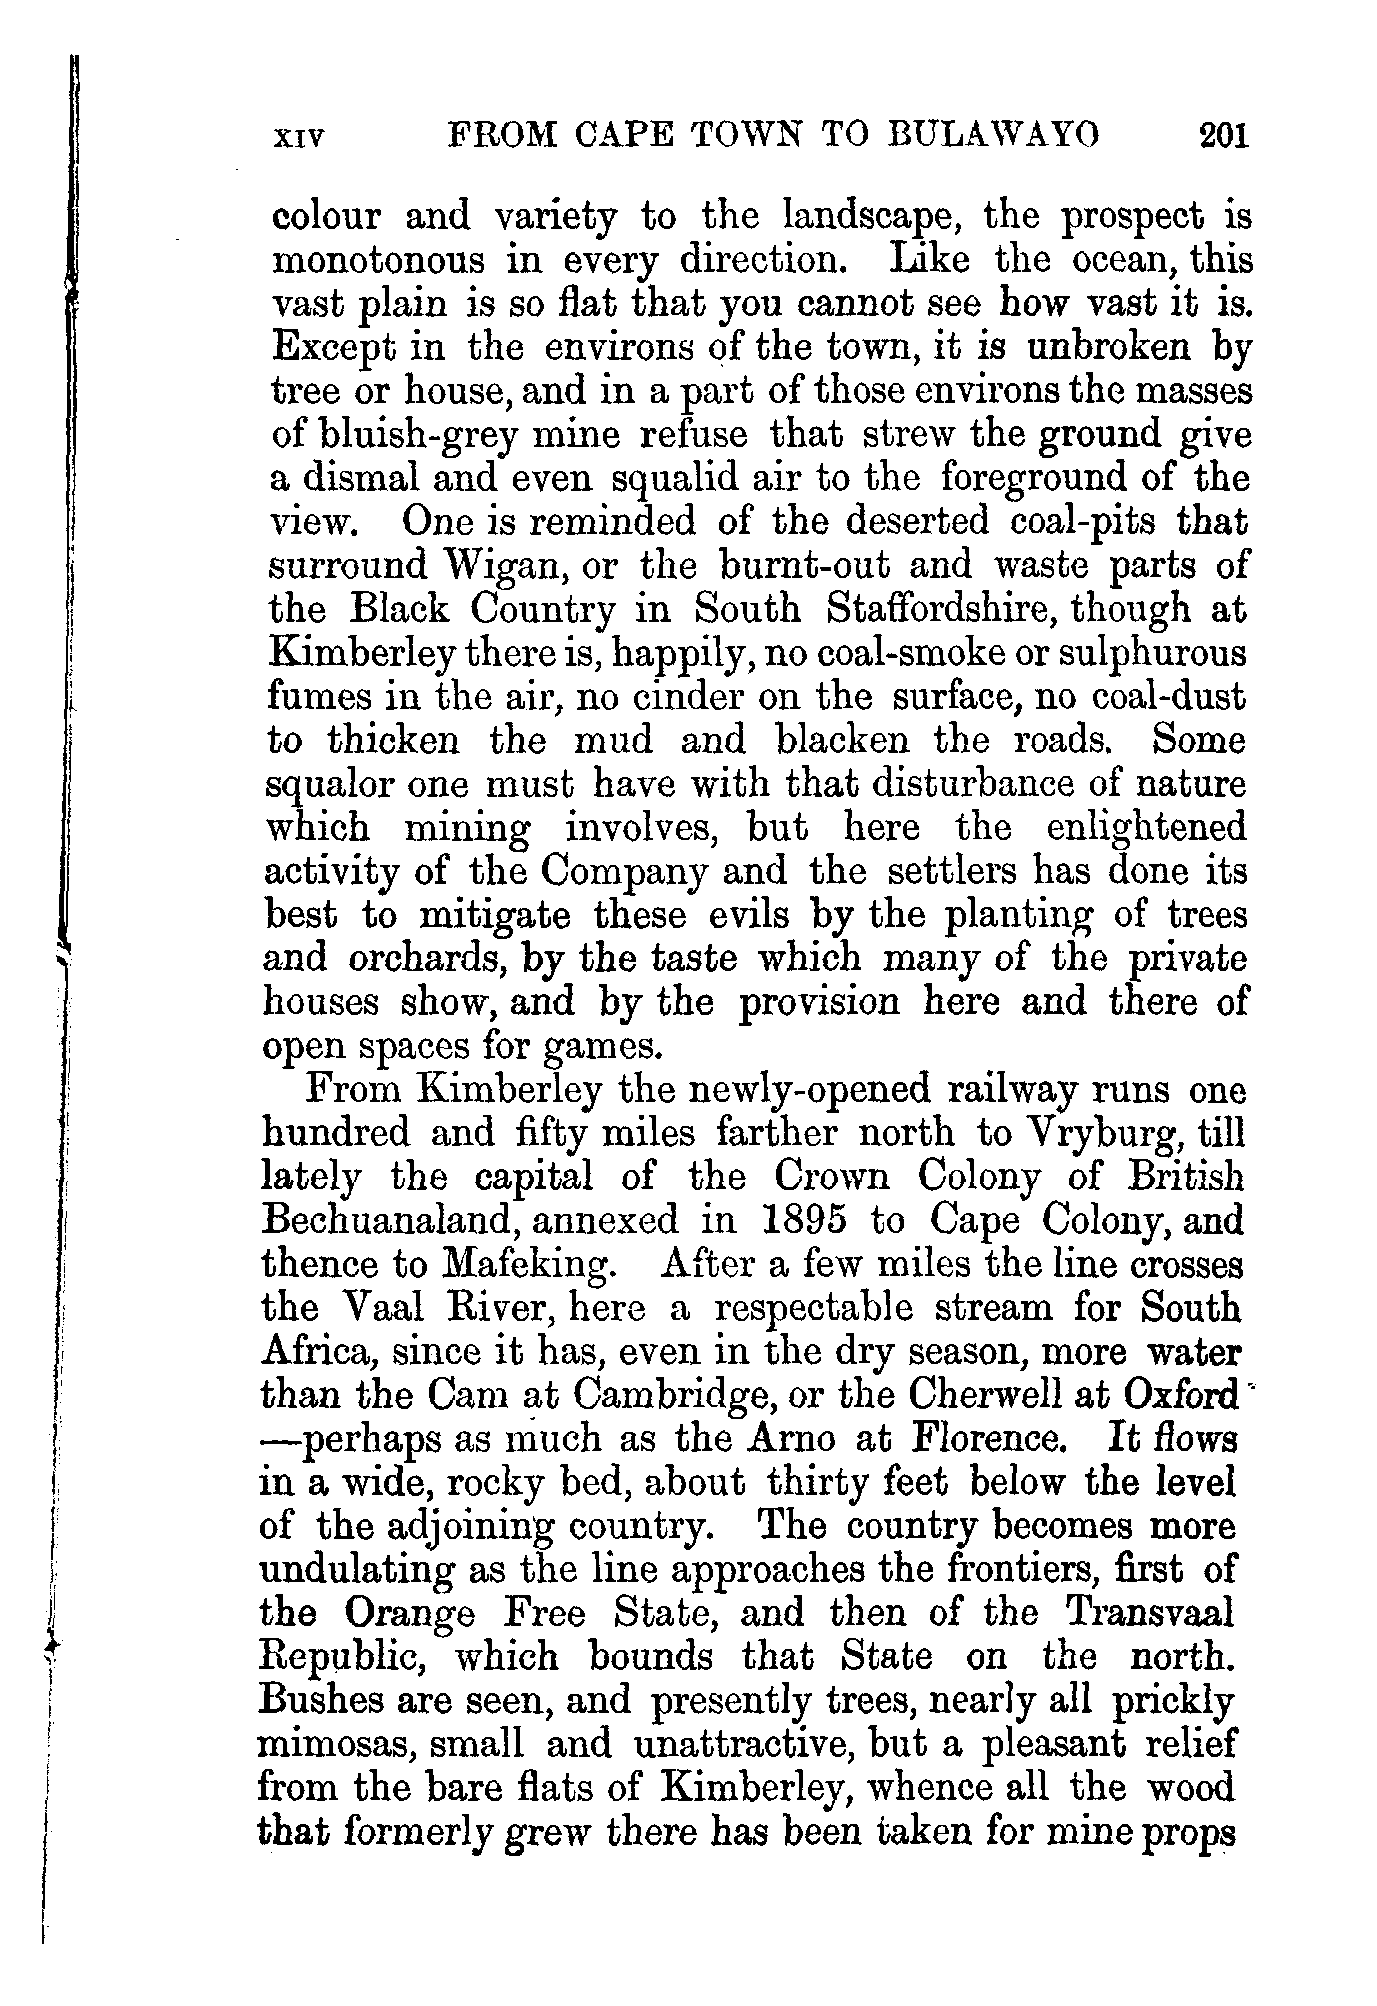 XIV FROM CAPE TOWN TO BULAWAYO 201
colour and variety to the landscape, the prospect is
monotonous in every direction. Like the ocean, this
vast plain is so flat that you cannot see how vast it is.
Except in the environs of the town, it is unbroken by
tree or house, and in a part of those environs the masses
of bluish-grey mine refuse that strew the ground give
a dismal and even squalid air to the foreground of the
view. One is reminded of the deserted coal-pits that
surround Wigan, or the burnt-out and waste parts of
the Black Country in South Staffordshire, though at
Kimberley there is, happily, no coal-smoke or sulphurous
fumes in the air, no cinder on the surface, no coal-dust
to thicken the mud and blacken the roads. Some
squalor one must have with that disturbance of nature
which mining involves, but here the enlightened
activity of the Company and the settlers has done its
best to mitigate these evils by the planting of trees
and orchards, by the taste which many of the private
houses show, and by the provision here and there of
open spaces for games.
From Kimberley the newly-opened railway runs one
hundred and fifty miles farther north to Vryburg, till
lately the capital of the Crown Colony of British
Bechuanaland, annexed in 1895 to Cape Colony, and
thence to Mafeking. After a few miles the line crosses
the Vaal River, here a respectable stream for South
Africa, since it has, even in the dry season, more water
than the Cam at Cambridge, or the Cherwell at Oxford
—perhaps as much as the Arno at Florence. It flows
in a wide, rocky bed, about thirty feet below the level
of the adjoining country. The country becomes more
undulating as the line approaches the frontiers, first of
the Orange Free State, and then of the Transvaal
Republic, which bounds that State on the north.
Bushes are seen, and presently trees, nearly all prickly
mimosas, small and unattractive, but a pleasant relief
from the bare flats of Kimberley, whence all the wood
that formerly grew there has been taken for mine props